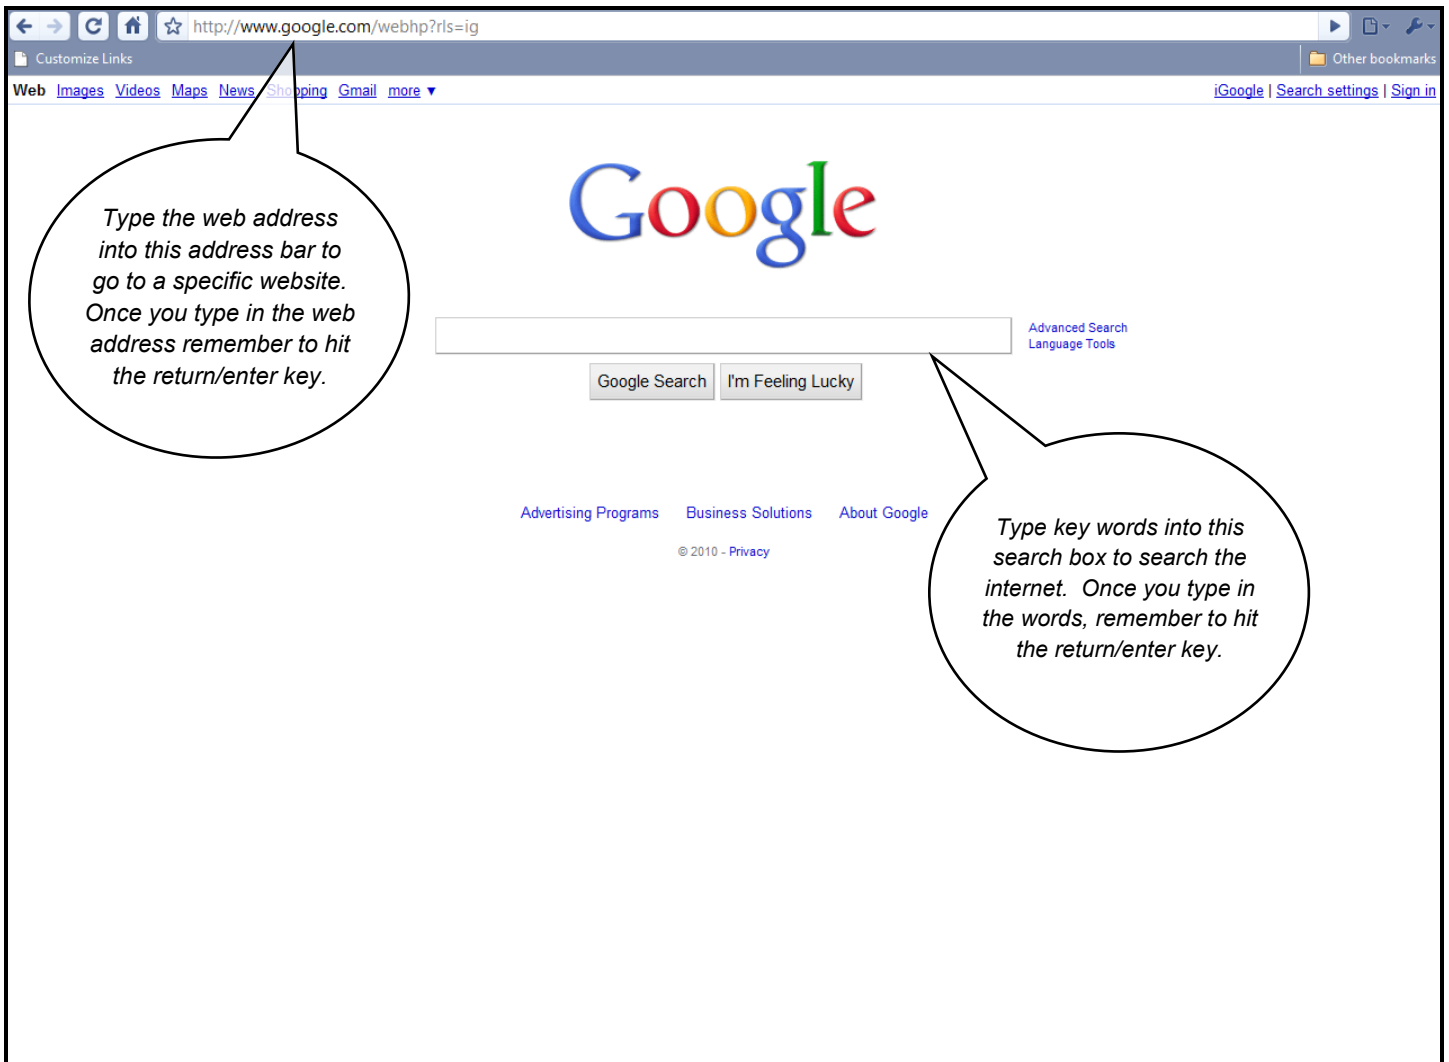 http://www.google.com/webhp?rls=ig
Customize Links Other bookmarks
Web Images Videos Maps News Shopping Gmail more ▼ iGoogle | Search settings | Sign in
Google
Type the web address
into this address bar to
go to a specific website.
Once you type in the web
address remember to hit
the return/enter key.
Advanced Search
Language Tools
Google Search I'm Feeling Lucky
Advertising Programs Business Solutions About Google
© 2010 - Privacy
Type key words into this
search box to search the
internet.  Once you type in
the words, remember to hit
the return/enter key.